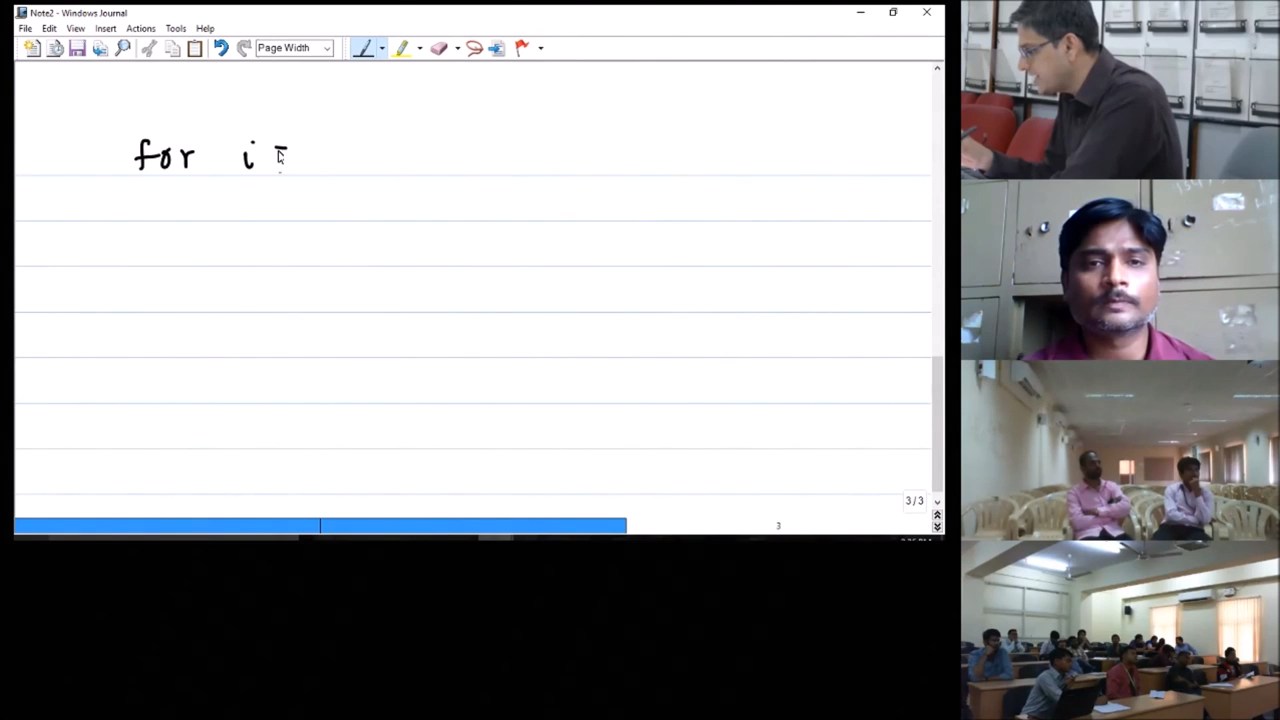 Note2 - Windows Journal
File Edit View Insert Actions Tools Help
Page Width
for i
3/3
3